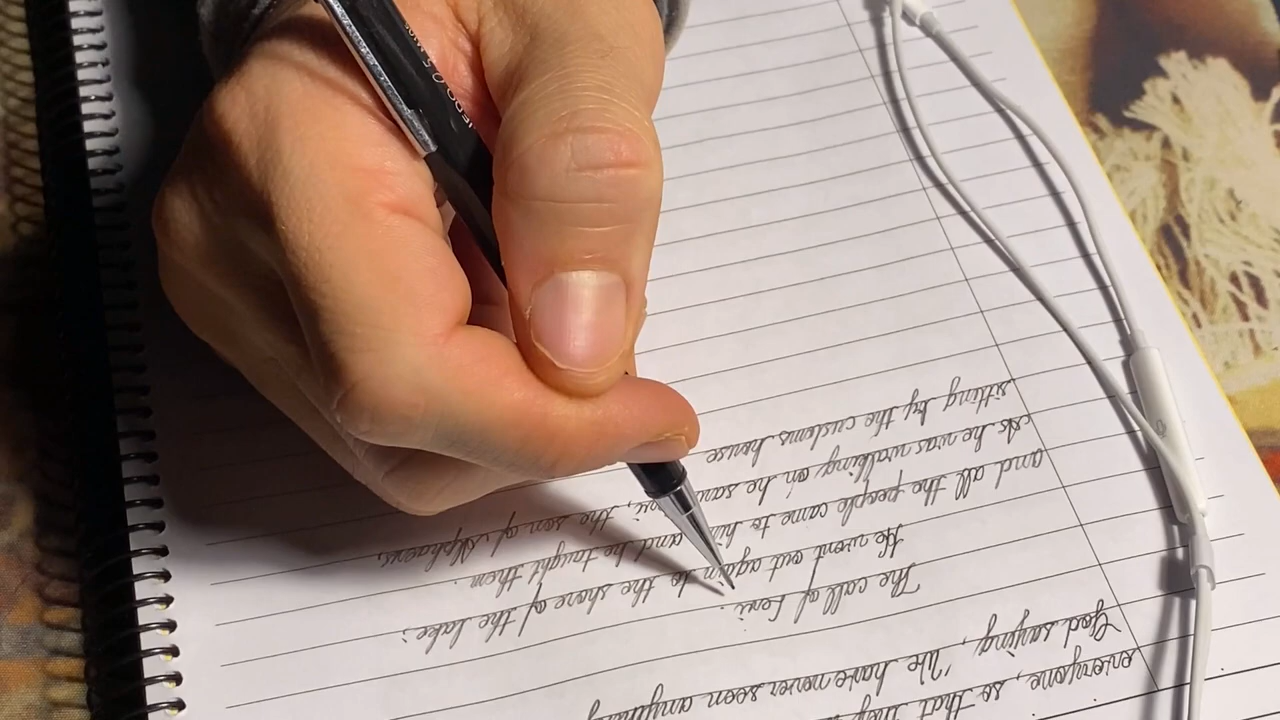 everyone, so that they
God saying, "We have never seen anything
The call of Levi.
He went out again to the shore of the lake;
and all the people came to him and he taught them.
As he was walking on he saw Levi, the son of Alphaeus,
sitting by the customs house
0.5